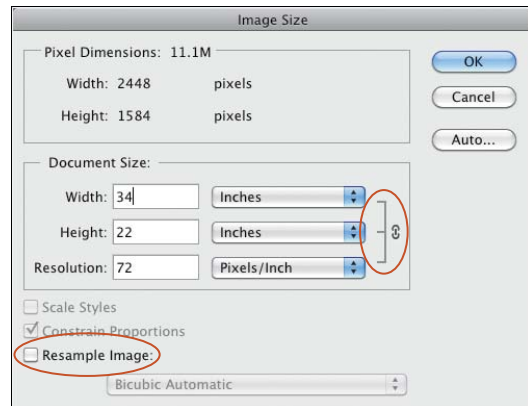 Image Size
Pixel Dimensions: 11.1M
Width: 2448 pixels
Height: 1584 pixels
OK
Cancel
Auto...
Document Size:
Width: 34 Inches
Height: 22 Inches
Resolution: 72 Pixels/Inch
Scale Styles
Constrain Proportions
Resample Image:
Bicubic Automatic